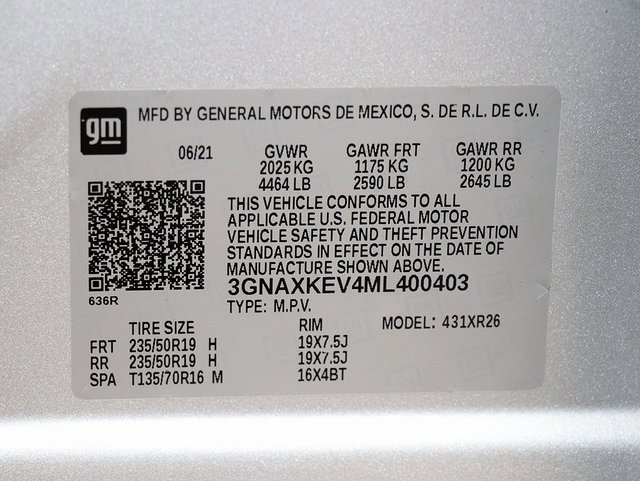 gm
MFD BY GENERAL MOTORS DE MEXICO, S. DE R.L. DE C.V.
06/21 GVWR GAWR FRT GAWR RR
2025 KG 1175 KG 1200 KG
4464 LB 2590 LB 2645 LB
THIS VEHICLE CONFORMS TO ALL
APPLICABLE U.S. FEDERAL MOTOR
VEHICLE SAFETY AND THEFT PREVENTION
STANDARDS IN EFFECT ON THE DATE OF
MANUFACTURE SHOWN ABOVE.
3GNAXKEV4ML400403
636R
TYPE: M.P.V.
TIRE SIZE RIM MODEL: 431XR26
FRT 235/50R19 H 19X7.5J
RR 235/50R19 H 19X7.5J
SPA T135/70R16 M 16X4BT